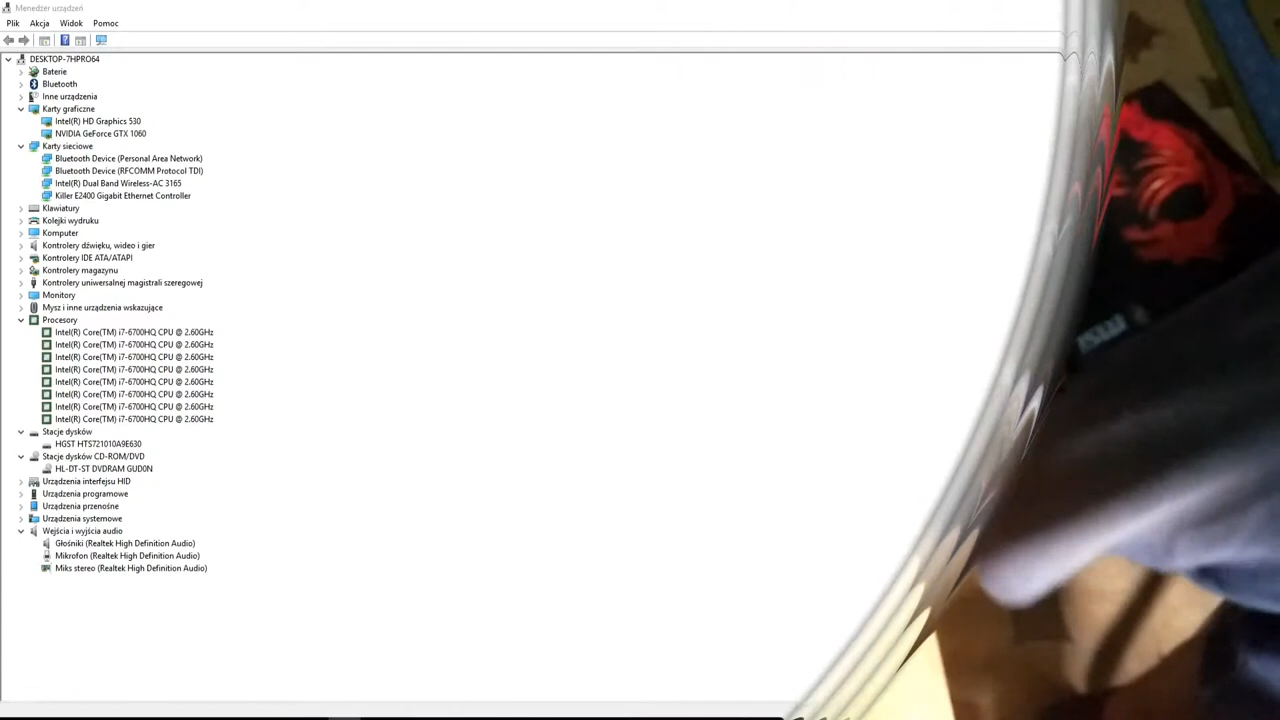 Menedżer urządzeń
Plik Akcja Widok Pomoc
DESKTOP-7HPRO64
Baterie
Bluetooth
Inne urządzenia
Karty graficzne
Intel(R) HD Graphics 530
NVIDIA GeForce GTX 1060
Karty sieciowe
Bluetooth Device (Personal Area Network)
Bluetooth Device (RFCOMM Protocol TDI)
Intel(R) Dual Band Wireless-AC 3165
Killer E2400 Gigabit Ethernet Controller
Klawiatury
Kolejki wydruku
Komputer
Kontrolery dźwięku, wideo i gier
Kontrolery IDE ATA/ATAPI
Kontrolery magazynu
Kontrolery uniwersalnej magistrali szeregowej
Monitory
Mysz i inne urządzenia wskazujące
Procesory
Intel(R) Core(TM) i7-6700HQ CPU @ 2.60GHz
Intel(R) Core(TM) i7-6700HQ CPU @ 2.60GHz
Intel(R) Core(TM) i7-6700HQ CPU @ 2.60GHz
Intel(R) Core(TM) i7-6700HQ CPU @ 2.60GHz
Intel(R) Core(TM) i7-6700HQ CPU @ 2.60GHz
Intel(R) Core(TM) i7-6700HQ CPU @ 2.60GHz
Intel(R) Core(TM) i7-6700HQ CPU @ 2.60GHz
Intel(R) Core(TM) i7-6700HQ CPU @ 2.60GHz
Stacje dysków
HGST HTS721010A9E630
Stacje dysków CD-ROM/DVD
HL-DT-ST DVDRAM GUD0N
Urządzenia interfejsu HID
Urządzenia programowe
Urządzenia przenośne
Urządzenia systemowe
Wejścia i wyjścia audio
Głośniki (Realtek High Definition Audio)
Mikrofon (Realtek High Definition Audio)
Miks stereo (Realtek High Definition Audio)